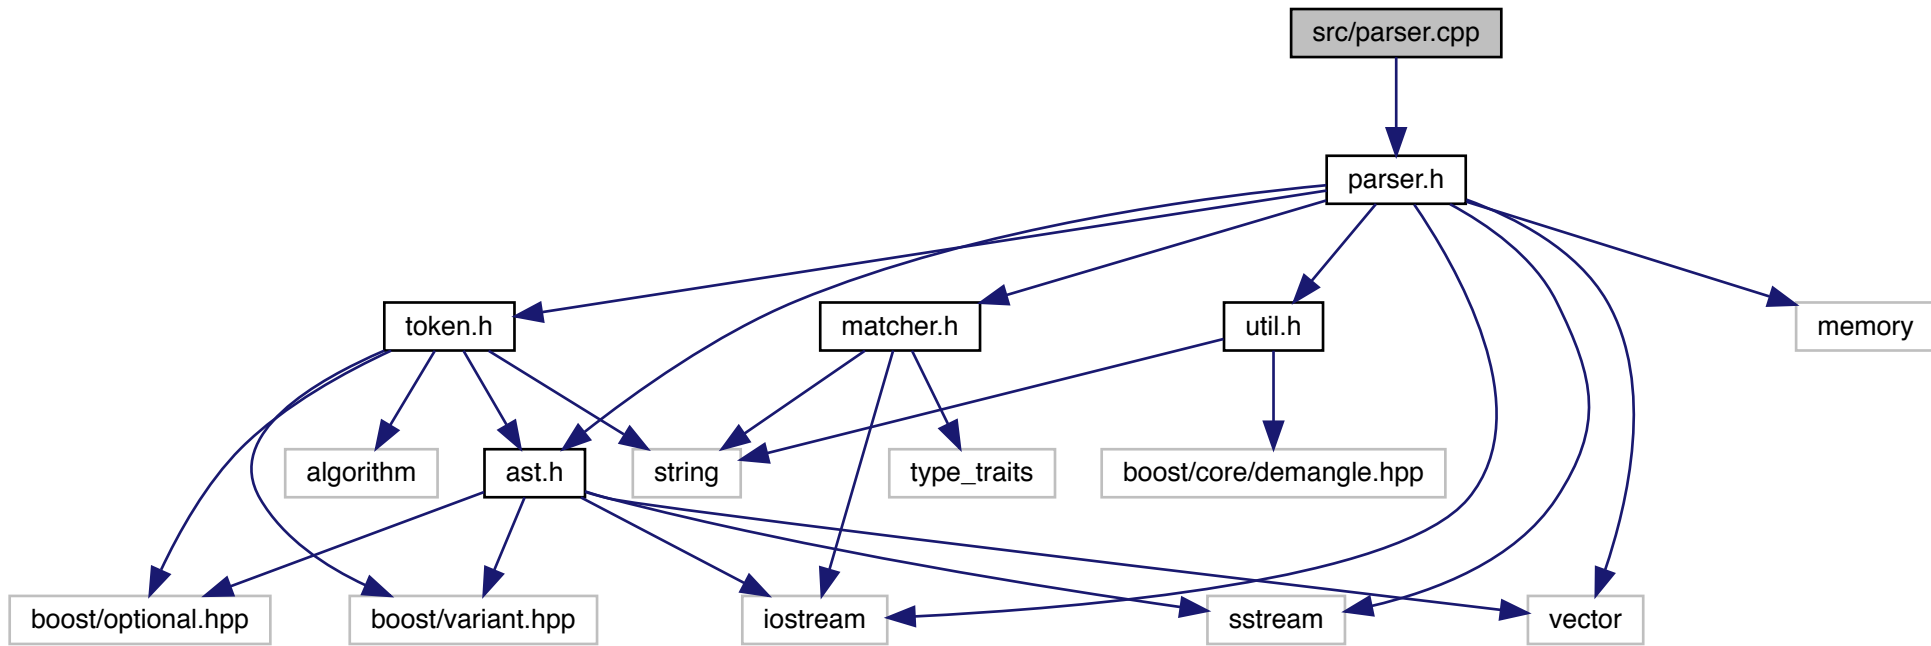 src/parser.cpp
parser.h
token.h
matcher.h
util.h
memory
algorithm
ast.h
string
type_traits
boost/core/demangle.hpp
boost/optional.hpp
boost/variant.hpp
iostream
sstream
vector